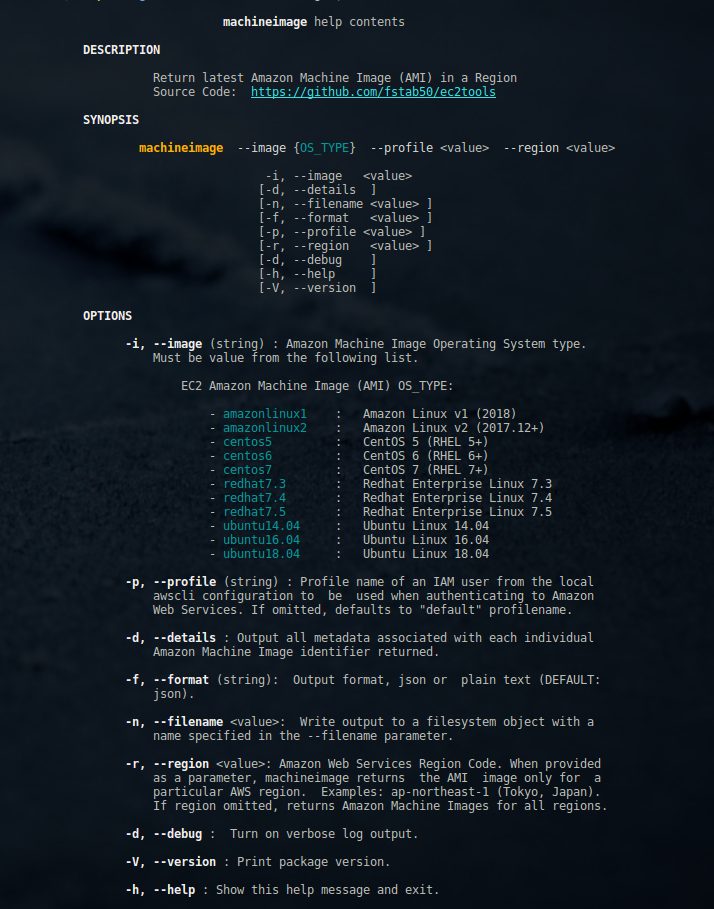 machineimage help contents
DESCRIPTION
Return latest Amazon Machine Image (AMI) in a Region
Source Code:  https://github.com/fstab50/ec2tools
SYNOPSIS
machineimage  --image {OS_TYPE}  --profile <value>  --region <value>
-i, --image   <value>
[-d, --details  ]
[-n, --filename <value> ]
[-f, --format   <value> ]
[-p, --profile <value> ]
[-r, --region   <value> ]
[-d, --debug    ]
[-h, --help     ]
[-V, --version  ]
OPTIONS
-i, --image (string) : Amazon Machine Image Operating System type.
Must be value from the following list.
EC2 Amazon Machine Image (AMI) OS_TYPE:
- amazonlinux1    :   Amazon Linux v1 (2018)
- amazonlinux2    :   Amazon Linux v2 (2017.12+)
- centos5         :   CentOS 5 (RHEL 5+)
- centos6         :   CentOS 6 (RHEL 6+)
- centos7         :   CentOS 7 (RHEL 7+)
- redhat7.3       :   Redhat Enterprise Linux 7.3
- redhat7.4       :   Redhat Enterprise Linux 7.4
- redhat7.5       :   Redhat Enterprise Linux 7.5
- ubuntu14.04     :   Ubuntu Linux 14.04
- ubuntu16.04     :   Ubuntu Linux 16.04
- ubuntu18.04     :   Ubuntu Linux 18.04
-p, --profile (string) : Profile name of an IAM user from the local
awscli configuration to  be  used when authenticating to Amazon
Web Services. If omitted, defaults to "default" profilename.
-d, --details : Output all metadata associated with each individual
Amazon Machine Image identifier returned.
-f, --format (string):  Output format, json or  plain text (DEFAULT:
json).
-n, --filename <value>:  Write output to a filesystem object with a
name specified in the --filename parameter.
-r, --region <value>: Amazon Web Services Region Code. When provided
as a parameter, machineimage returns  the AMI  image only for  a
particular AWS region.  Examples: ap-northeast-1 (Tokyo, Japan).
If region omitted, returns Amazon Machine Images for all regions.
-d, --debug :  Turn on verbose log output.
-V, --version : Print package version.
-h, --help : Show this help message and exit.